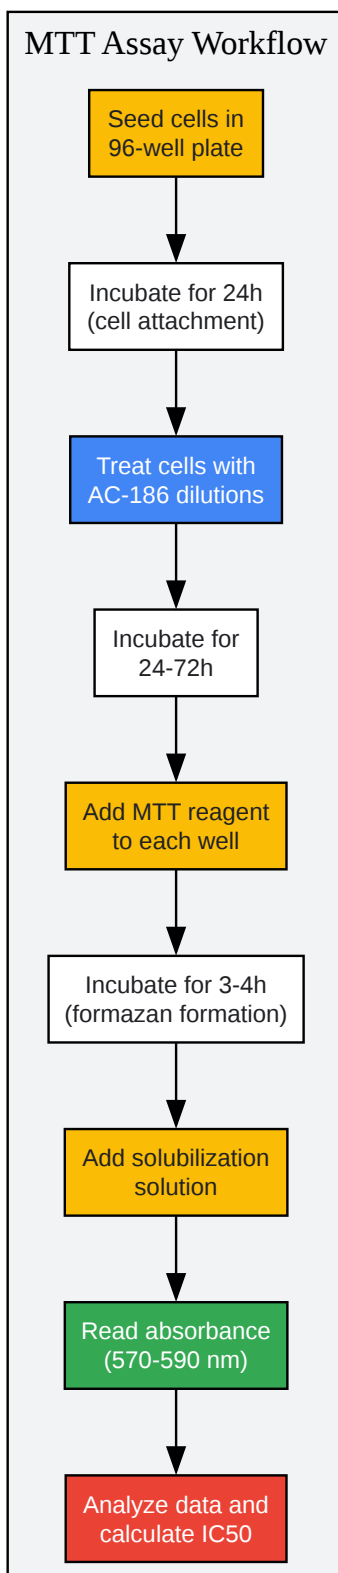 MTT Assay Workflow
Seed cells in
96-well plate
Incubate for 24h
(cell attachment)
Treat cells with
AC-186 dilutions
Incubate for
24-72h
Add MTT reagent
to each well
Incubate for 3-4h
(formazan formation)
Add solubilization
solution
Read absorbance
(570-590 nm)
Analyze data and
calculate IC50